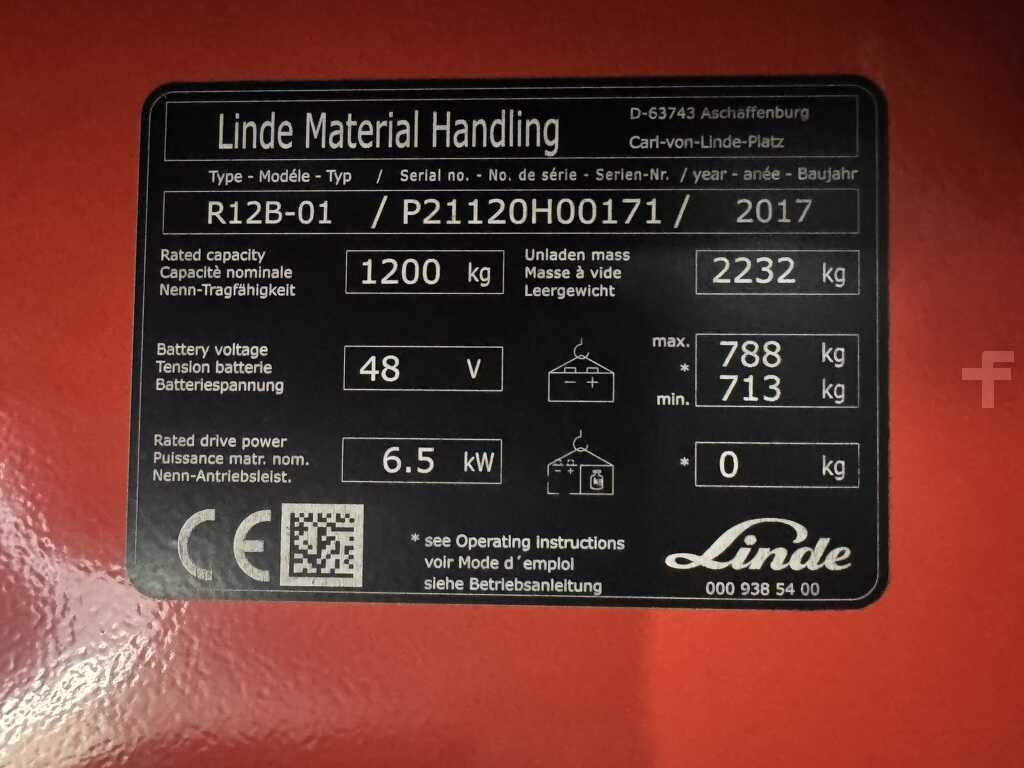 Linde Material Handling
D-63743 Aschaffenburg
Carl-von-Linde-Platz
Type - Modéle - Typ / Serial no. - No. de série - Serien-Nr. / year - anée - Baujahr
R12B-01 / P21120H00171 / 2017
Rated capacity
Capacitè nominale
Nenn-Tragfähigkeit
1200 kg
Unladen mass
Masse à vide
Leergewicht
2232 kg
Battery voltage
Tension batterie
Batteriespannung
48 V
- +
max.
*
min.
788 kg
713 kg
Rated drive power
Puissance matr. nom.
Nenn-Antriebsleist.
6.5 kW
- +
* 0 kg
CE
* see Operating Instructions
voir Mode d´emploi
siehe Betriebsanleitung
Linde
000 938 54 00
f